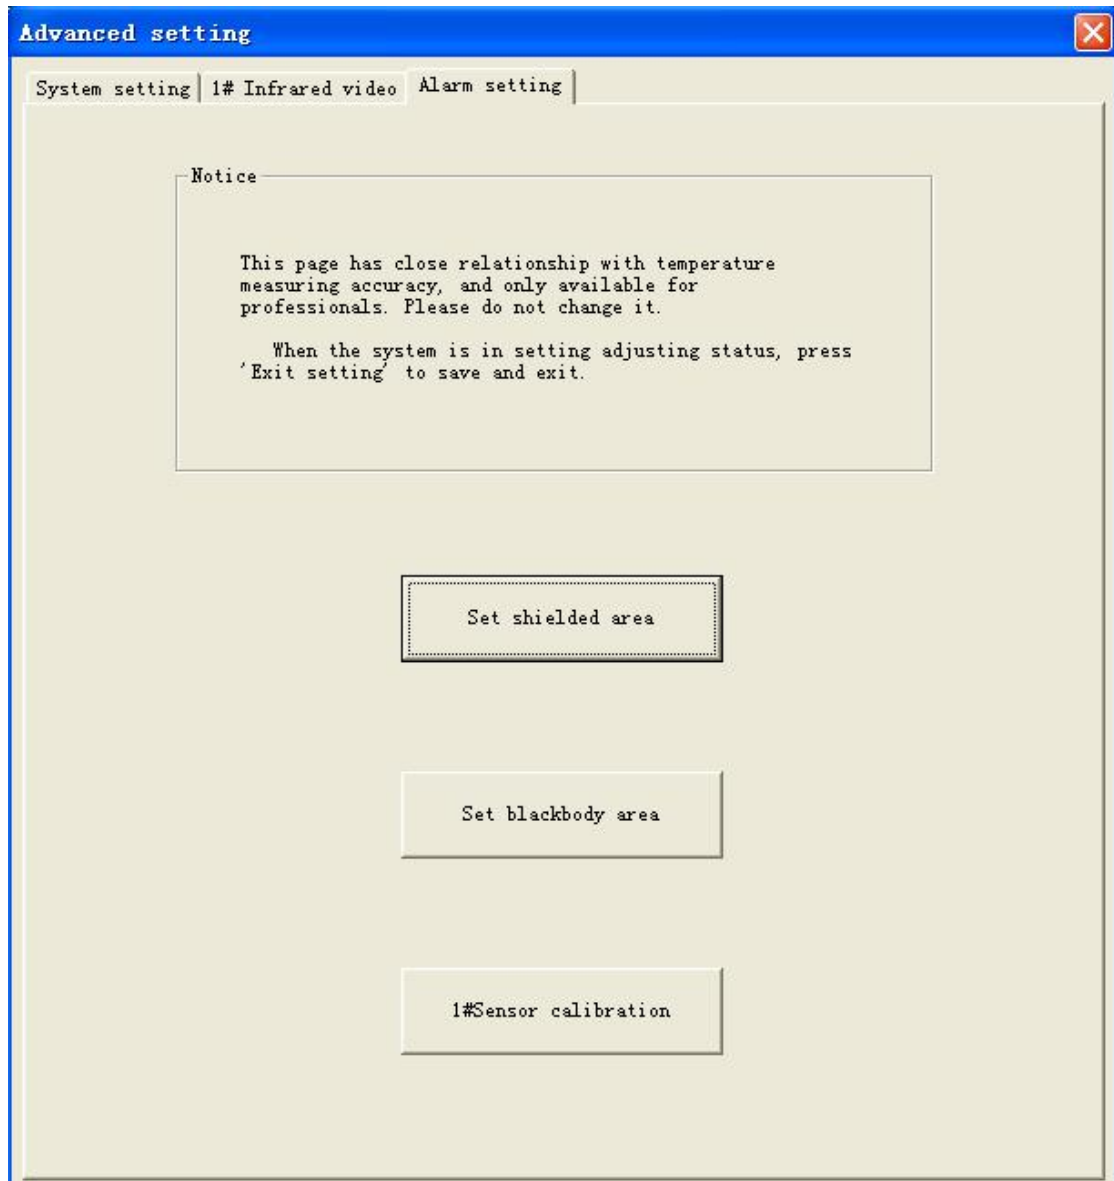 Advanced setting
System setting
1# Infrared video
Alarm setting
Notice
This page has close relationship with temperature
measuring accuracy, and only available for
professionals. Please do not change it.
When the system is in setting adjusting status, press
'Exit setting' to save and exit.
Set shielded area
Set blackbody area
1#Sensor calibration